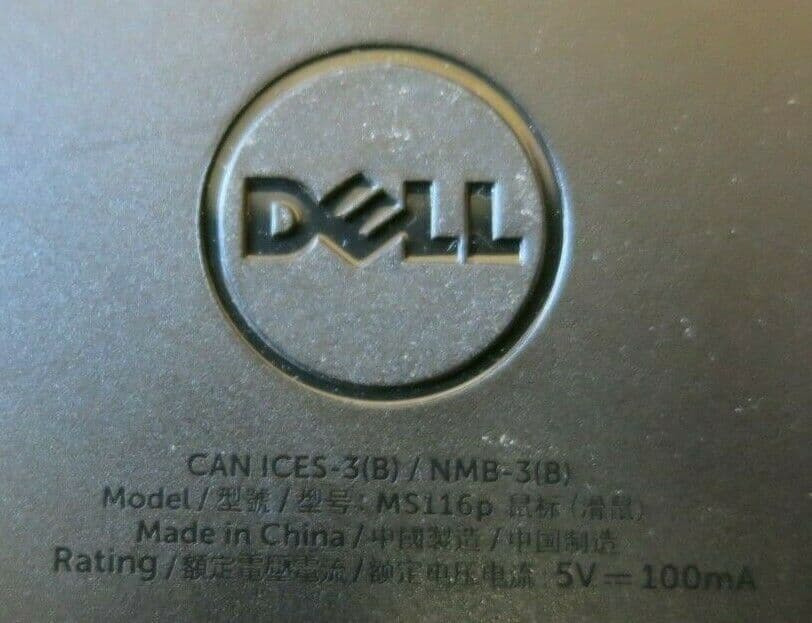 DELL
CAN ICES-3(B) / NMB-3(B)
Model / 型號 / 型号 : MS116p 鼠标 (滑鼠)
Made in China / 中國製造 / 中国制造
Rating / 額定電壓電流 / 额定电压电流 5V ⎓ 100mA